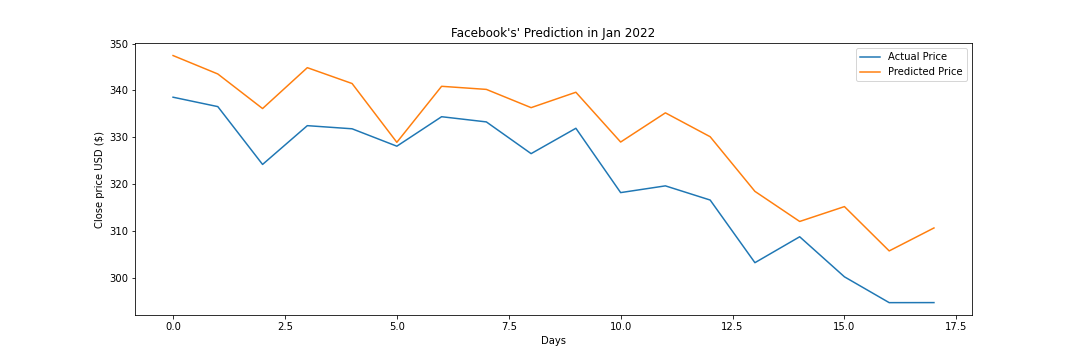 Facebook's' Prediction in Jan 2022
Actual Price
Predicted Price
Close price USD ($)
350
340
330
320
310
300
0.0 2.5 5.0 7.5 10.0 12.5 15.0 17.5
Days